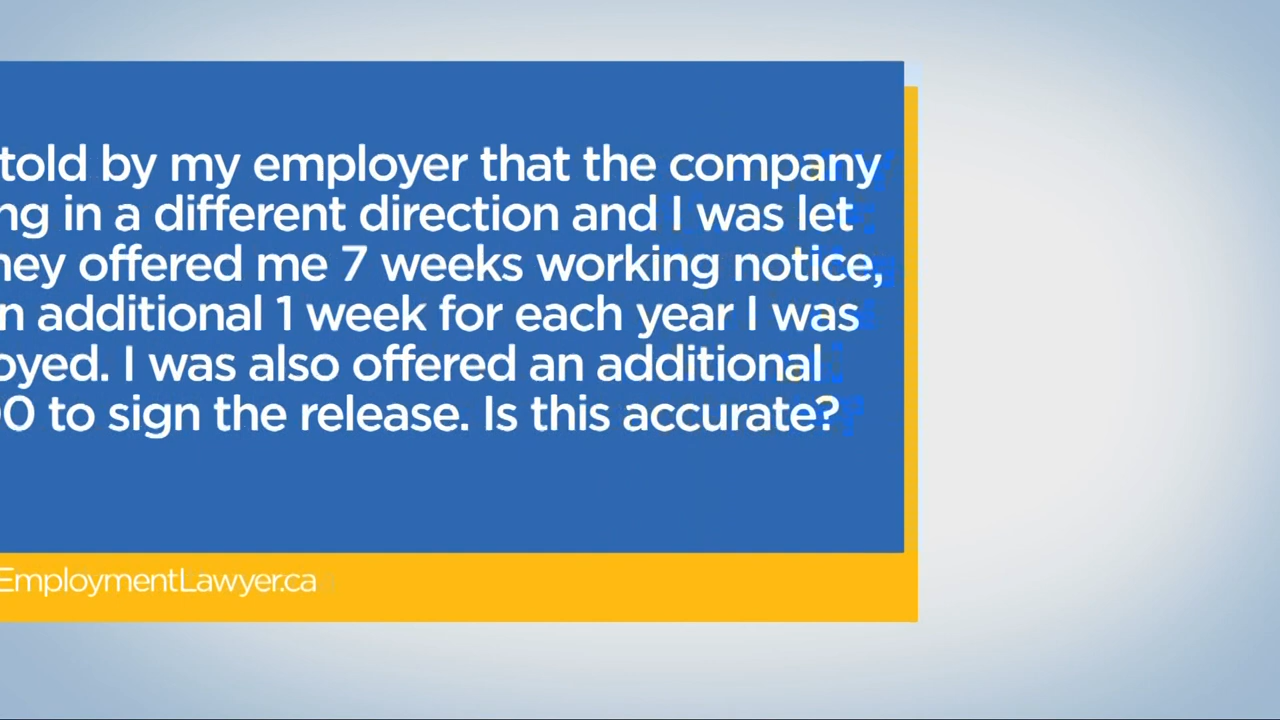 told by my employer that the company
ng in a different direction and I was let
hey offered me 7 weeks working notice,
n additional 1 week for each year I was
oyed. I was also offered an additional
0 to sign the release. Is this accurate?
EmploymentLawyer.ca